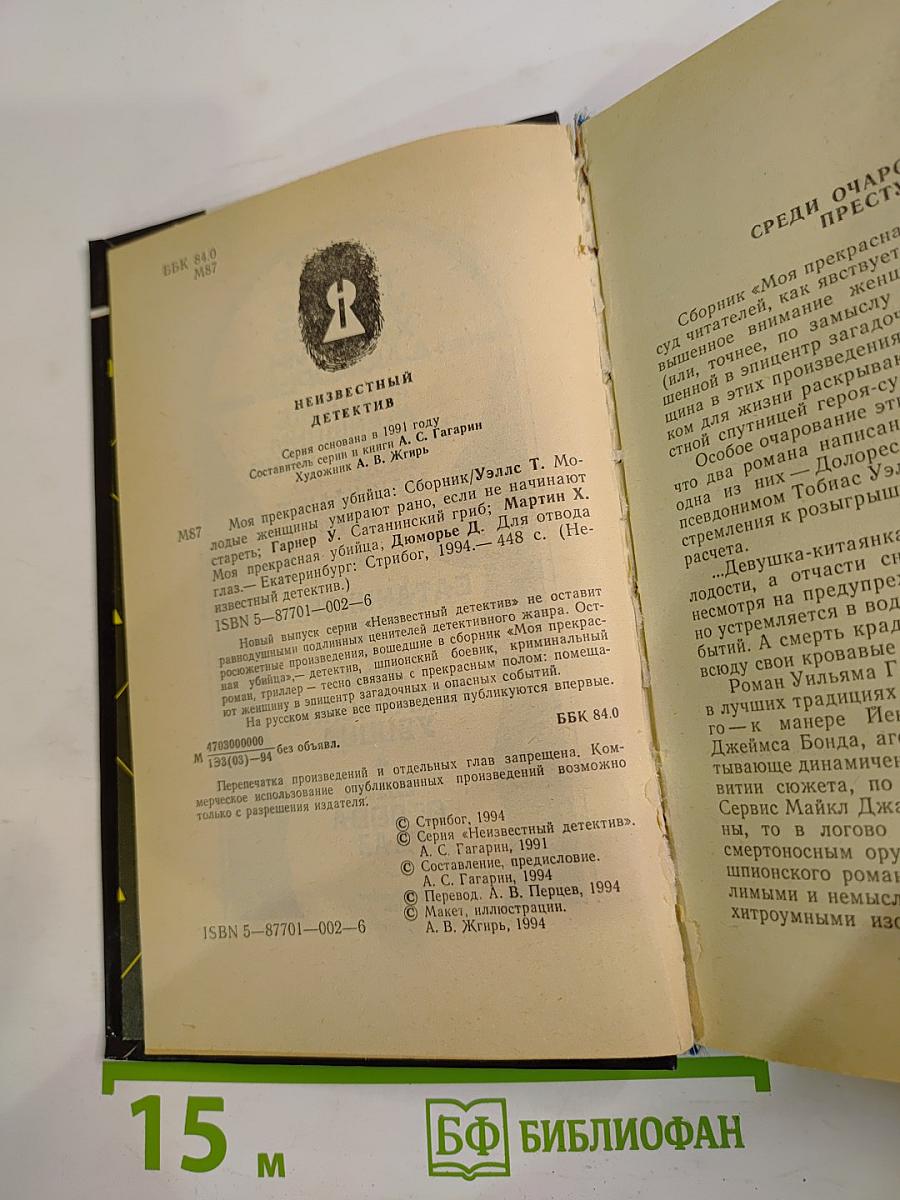 ББК 84.0
М87
НЕИЗВЕСТНЫЙ
ДЕТЕКТИВ
Серия основана в 1991 году
Составитель серии и книги А. С. Гагарин
Художник А. В. Жгирь
Моя прекрасная убийца: Сборник/Уэллс Т. Мо-
М87 лодые женщины умирают рано, если не начинают
стареть; Гарнер У. Сатанинский гриб; Мартин Х.
Моя прекрасная убийца, Дюморье Д. Для отвода
глаз.— Екатеринбург: Стрибог, 1994.— 448 с. (Не-
известный детектив.)
ISBN 5—87701—002—6
Новый выпуск серии «Неизвестный детектив» не оставит
равнодушными подлинных ценителей детективного жанра. Ост-
росюжетные произведения, вошедшие в сборник «Моя прекрас-
ная убийца»,— детектив, шпионский боевик, криминальный
роман, триллер — тесно связаны с прекрасным полом: помеща-
ют женщину в эпицентр загадочных и опасных событий.
На русском языке все произведения публикуются впервые.
М 4703000000 без объявл.
1Э3(03)—94
ББК 84.0
Перепечатка произведений и отдельных глав запрещена. Ком-
мерческое использование опубликованных произведений возможно
только с разрешения издателя.
© Стрибог, 1994
© Серия «Неизвестный детектив».
А. С. Гагарин, 1991
© Составление, предисловие.
А. С. Гагарин, 1994
© Перевод. А. В. Перцев, 1994
© Макет, иллюстрации.
А. В. Жгирь, 1994
ISBN 5—87701—002—6
СРЕДИ ОЧАРО
ПРЕСТУ
Сборник «Моя прекрасна
суд читателей, как явствует
вышенное внимание женщ
(или, точнее, по замыслу
шенной в эпицентр загадоч
щина в этих произведения
ком для жизни раскрываю
стной спутницей героя-су
Особое очарование эти
что два романа написан
одна из них — Долорес
псевдонимом Тобиас Уэл
стремления к розыгрыш
расчета.
...Девушка-китаянка
лодости, а отчасти сн
несмотря на предупреж
но устремляется в вод
бытий. А смерть крад
всюду свои кровавые
Роман Уильяма Г
в лучших традициях
го — к манере Йен
Джеймса Бонда, аге
тывающе динамичен
витии сюжета, по
Сервис Майкл Джа
ны, то в логово
смертоносным ору
шпионского роман
лимыми и немысл
хитроумными изо
15 м
БФ БИБЛИОФАН